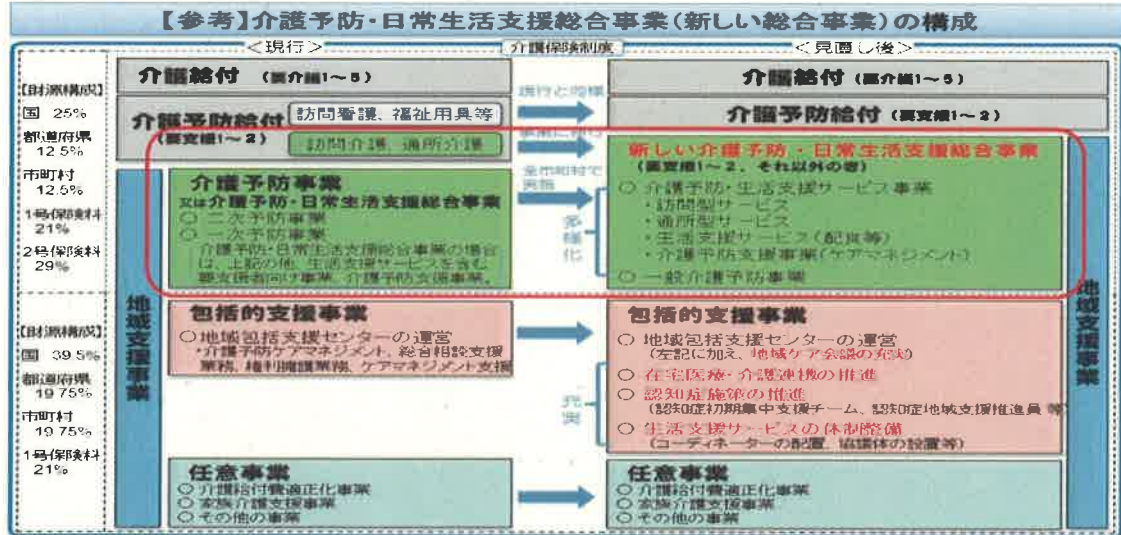 【参考】介護予防・日常生活支援総合事業(新しい総合事業)の構成
<現行>
介護保険制度
<見直し後>
【財源構成】
国 25%
都道府県
12.5%
市町村
12.5%
1号保険料
21%
2号保険料
29%
【財源構成】
国 39.5%
都道府県
19.75%
市町村
19.75%
1号保険料
21%
介護給付(要介護1~5)
介護予防給付
(要支援1~2)
訪問看護、福祉用具等
訪問介護、通所介護
地域支援事業
介護予防事業
又は介護予防・日常生活支援総合事業
○ 二次予防事業
○ 一次予防事業
介護予防・日常生活支援総合事業の場合
は、上記の他、生活支援サービスを含む
要支援者向け事業、介護予防支援事業。
包括的支援事業
○地域包括支援センターの運営
・介護予防ケアマネジメント、総合相談支援
業務、権利擁護業務、ケアマネジメント支援
任意事業
○ 介護給付費適正化事業
○ 家族介護支援事業
○ その他の事業
現行と同様
事業に移行
全市町村で
実施
多様化
充実
介護給付(要介護1~5)
介護予防給付(要支援1~2)
新しい介護予防・日常生活支援総合事業
(要支援1~2、それ以外の者)
○ 介護予防・生活支援サービス事業
・訪問型サービス
・通所型サービス
・生活支援サービス(配食等)
・介護予防支援事業(ケアマネジメント)
○ 一般介護予防事業
包括的支援事業
○ 地域包括支援センターの運営
(左記に加え、地域ケア会議の充実)
○ 在宅医療・介護連携の推進
○ 認知症施策の推進
(認知症初期集中支援チーム、認知症地域支援推進員 等)
○ 生活支援サービスの体制整備
(コーディネーターの配置、協議体の設置等)
任意事業
○ 介護給付費適正化事業
○ 家族介護支援事業
○ その他の事業
地域支援事業